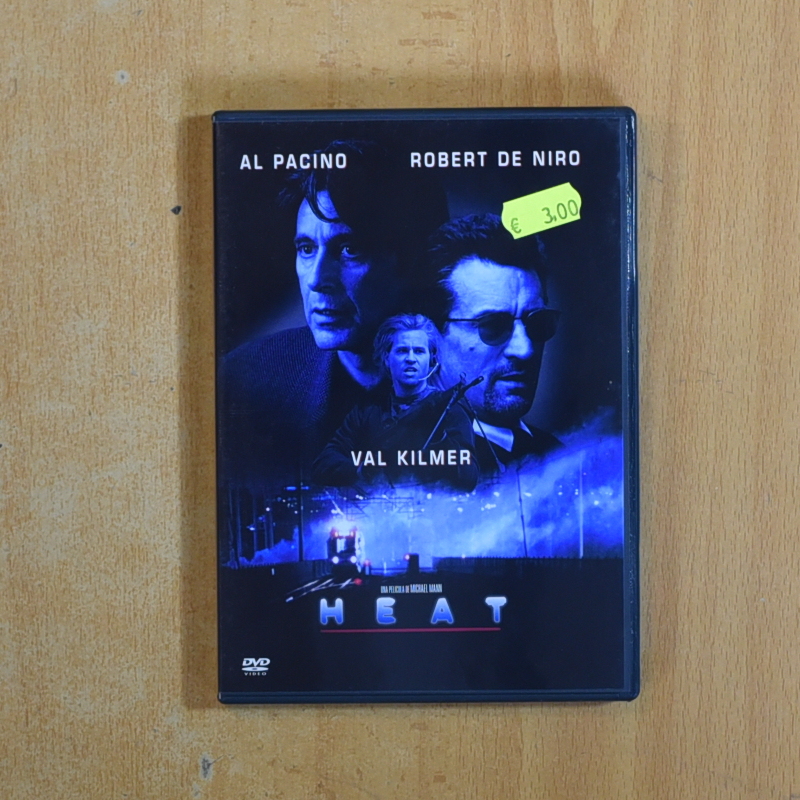 AL PACINO ROBERT DE NIRO
€ 3.00
VAL KILMER
UNA PELICULA DE MICHAEL MANN
HEAT
DVD
VIDEO